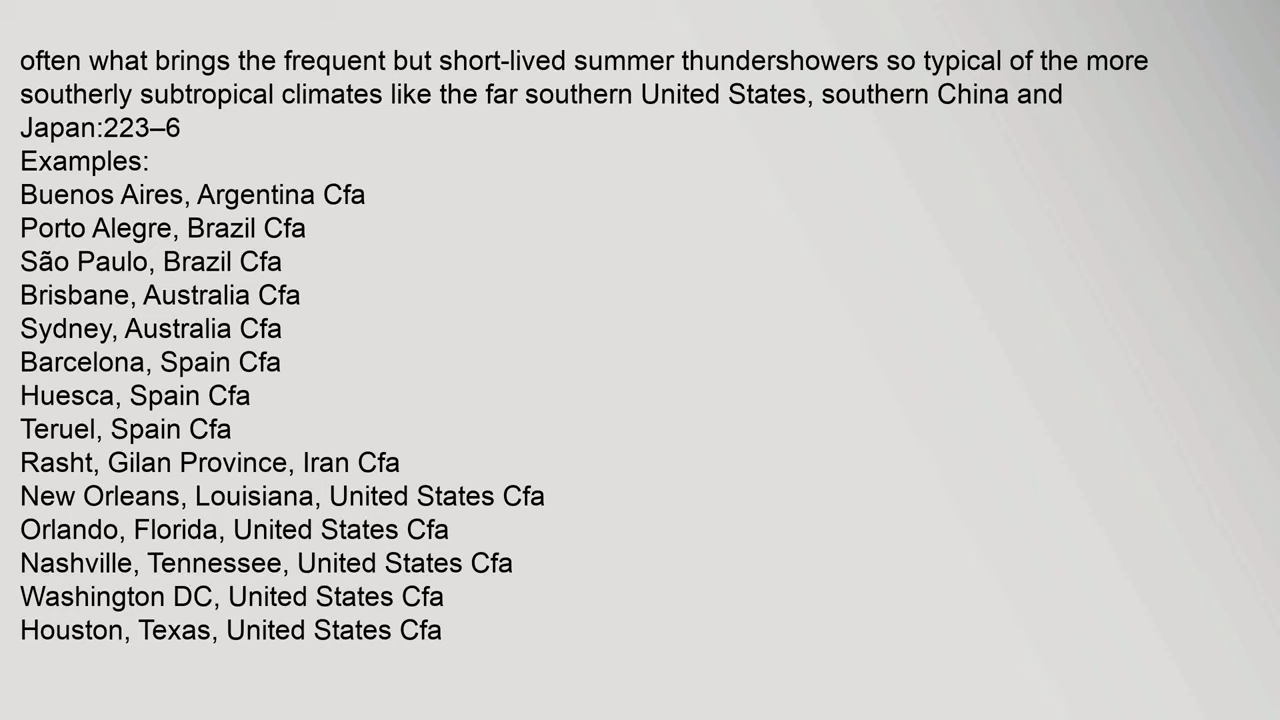 often what brings the frequent but short-lived summer thundershowers so typical of the more
southerly subtropical climates like the far southern United States, southern China and
Japan:223–6
Examples:
Buenos Aires, Argentina Cfa
Porto Alegre, Brazil Cfa
São Paulo, Brazil Cfa
Brisbane, Australia Cfa
Sydney, Australia Cfa
Barcelona, Spain Cfa
Huesca, Spain Cfa
Teruel, Spain Cfa
Rasht, Gilan Province, Iran Cfa
New Orleans, Louisiana, United States Cfa
Orlando, Florida, United States Cfa
Nashville, Tennessee, United States Cfa
Washington DC, United States Cfa
Houston, Texas, United States Cfa